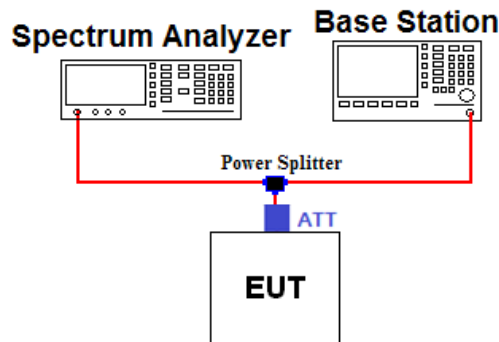 Spectrum Analyzer
Base Station
Power Splitter
ATT
EUT